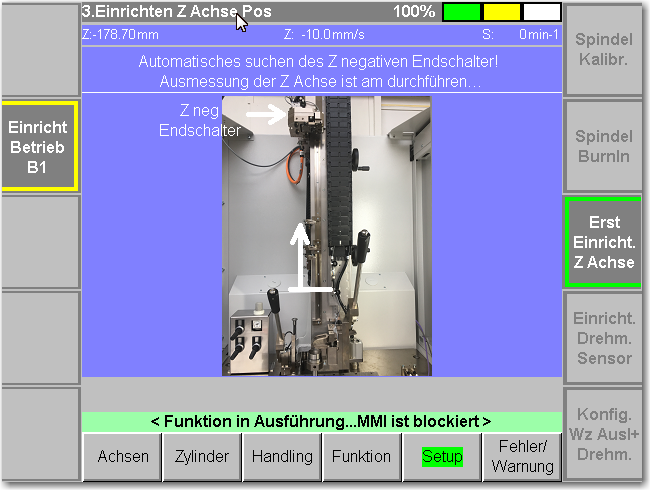 3.Einrichten Z Achse Pos
100%
Z:-178.70mm
Z: -10.0mm/s
S: 0min-1
Automatisches suchen des Z negativen Endschalter!
Ausmessung der Z Achse ist am durchführen...
Z neg
Endschalter
Einricht
Betrieb
B1
Spindel
Kalibr.
Spindel
BurnIn
Erst
Einricht.
Z Achse
Einricht.
Drehm.
Sensor
Konfig.
Wz Ausl+
Drehm.
< Funktion in Ausführung...MMI ist blockiert >
Achsen
Zylinder
Handling
Funktion
Setup
Fehler/
Warnung